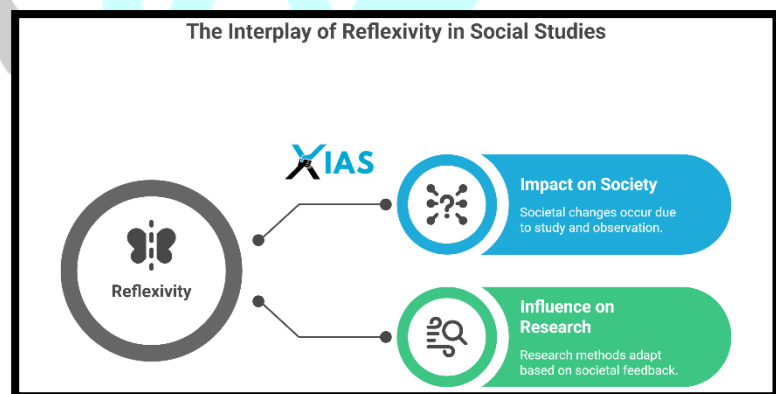 The Interplay of Reflexivity in Social Studies
XIAS
Impact on Society
Societal changes occur due
to study and observation.
Reflexivity
Influence on
Research
Research methods adapt
based on societal feedback.